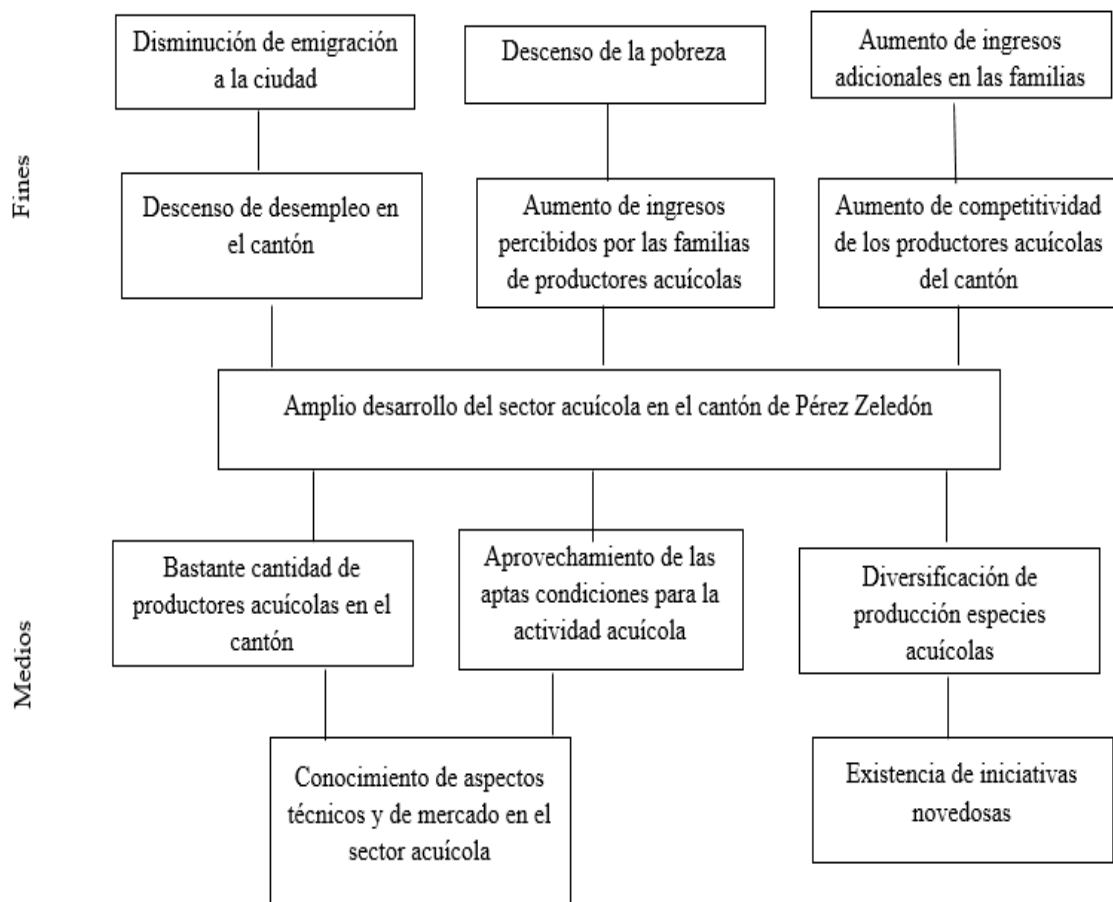 Disminución de emigración
a la ciudad
Descenso de la pobreza
Aumento de ingresos
adicionales en las familias
Fines
Descenso de desempleo en
el cantón
Aumento de ingresos
percibidos por las familias
de productores acuícolas
Aumento de competitividad
de los productores acuícolas
del cantón
Amplio desarrollo del sector acuícola en el cantón de Pérez Zeledón
Medios
Bastante cantidad de
productores acuícolas en el
cantón
Aprovechamiento de las
aptas condiciones para la
actividad acuícola
Diversificación de
producción especies
acuícolas
Conocimiento de aspectos
técnicos y de mercado en el
sector acuícola
Existencia de iniciativas
novedosas